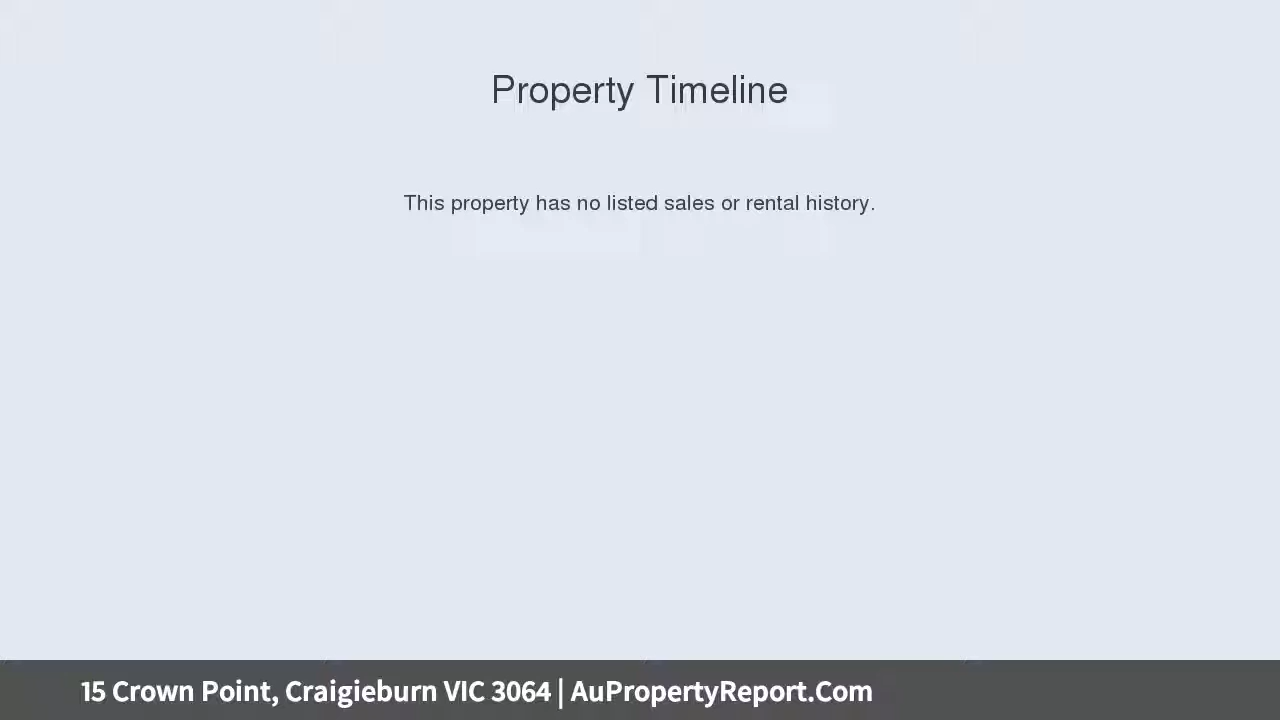 Property Timeline
This property has no listed sales or rental history.
15 Crown Point, Craigieburn VIC 3064 | AuPropertyReport.Com